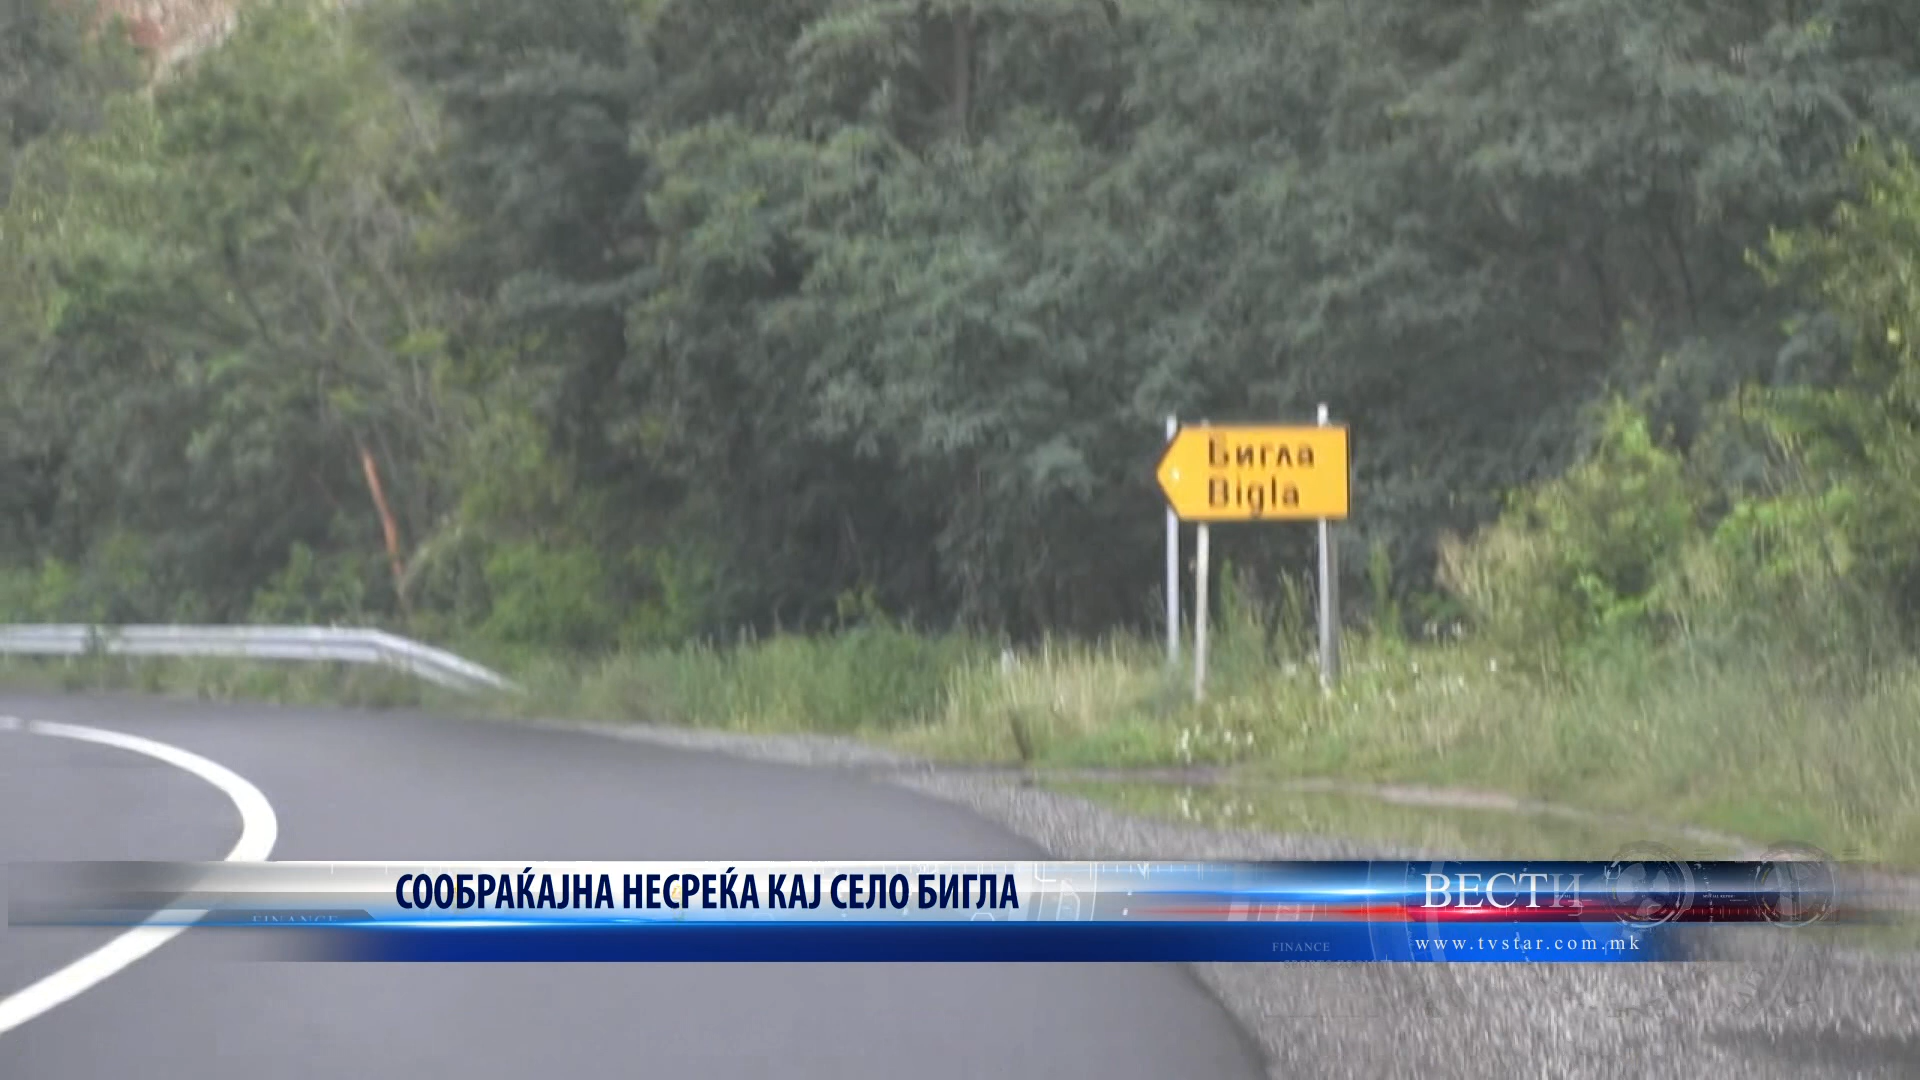 Бигла
Bigla
СООБРАЌАЈНА НЕСРЕЌА КАЈ СЕЛО БИГЛА
ВЕСТИ
FINANCE
FINANCE
www.tvstar.com.mk